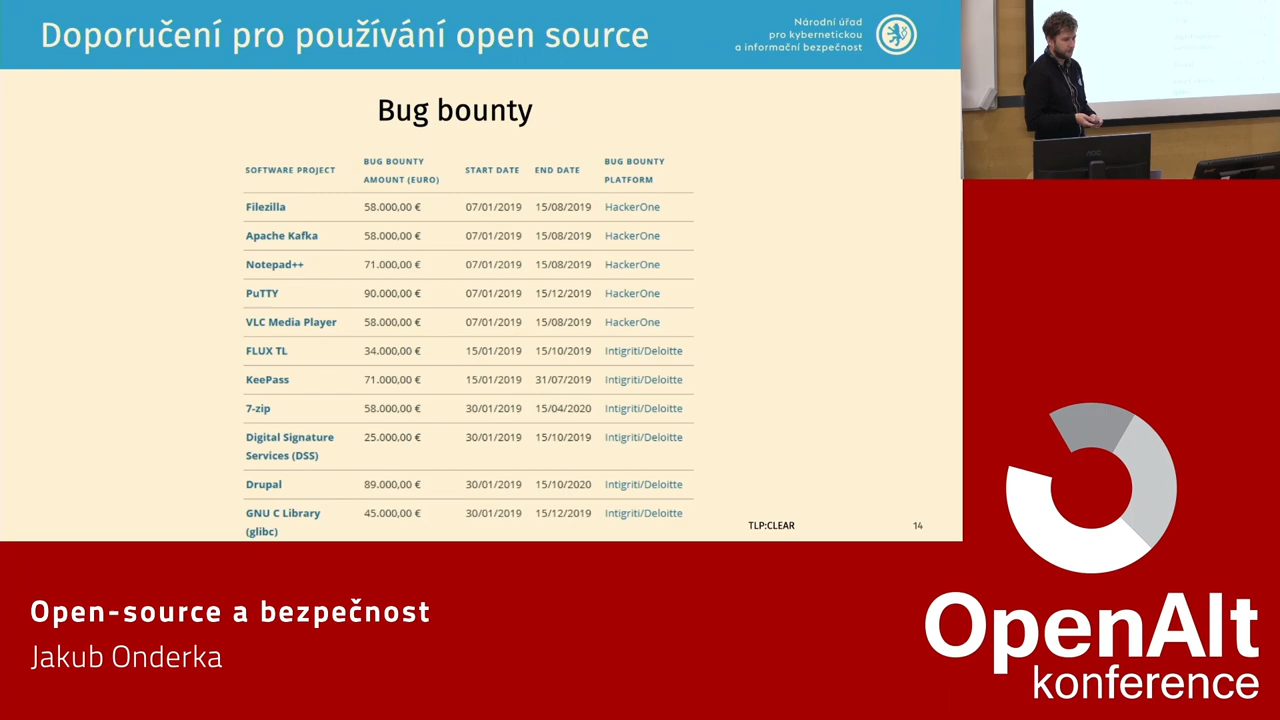 Doporučení pro používání open source
Národní úřad
pro kybernetickou
a informační bezpečnost
Bug bounty
SOFTWARE PROJECT BUG BOUNTY AMOUNT (EURO) START DATE END DATE BUG BOUNTY PLATFORM
Filezilla 58.000,00 € 07/01/2019 15/08/2019 HackerOne
Apache Kafka 58.000,00 € 07/01/2019 15/08/2019 HackerOne
Notepad++ 71.000,00 € 07/01/2019 15/08/2019 HackerOne
PuTTY 90.000,00 € 07/01/2019 15/12/2019 HackerOne
VLC Media Player 58.000,00 € 07/01/2019 15/08/2019 HackerOne
FLUX TL 34.000,00 € 15/01/2019 15/10/2019 Intigriti/Deloitte
KeePass 71.000,00 € 15/01/2019 31/07/2019 Intigriti/Deloitte
7-zip 58.000,00 € 30/01/2019 15/04/2020 Intigriti/Deloitte
Digital Signature 25.000,00 € 30/01/2019 15/10/2019 Intigriti/Deloitte
Services (DSS)
Drupal 89.000,00 € 30/01/2019 15/10/2020 Intigriti/Deloitte
GNU C Library 45.000,00 € 30/01/2019 15/12/2019 Intigriti/Deloitte
(glibc)
TLP:CLEAR
14
Open-source a bezpečnost
Jakub Onderka
OpenAlt
konference